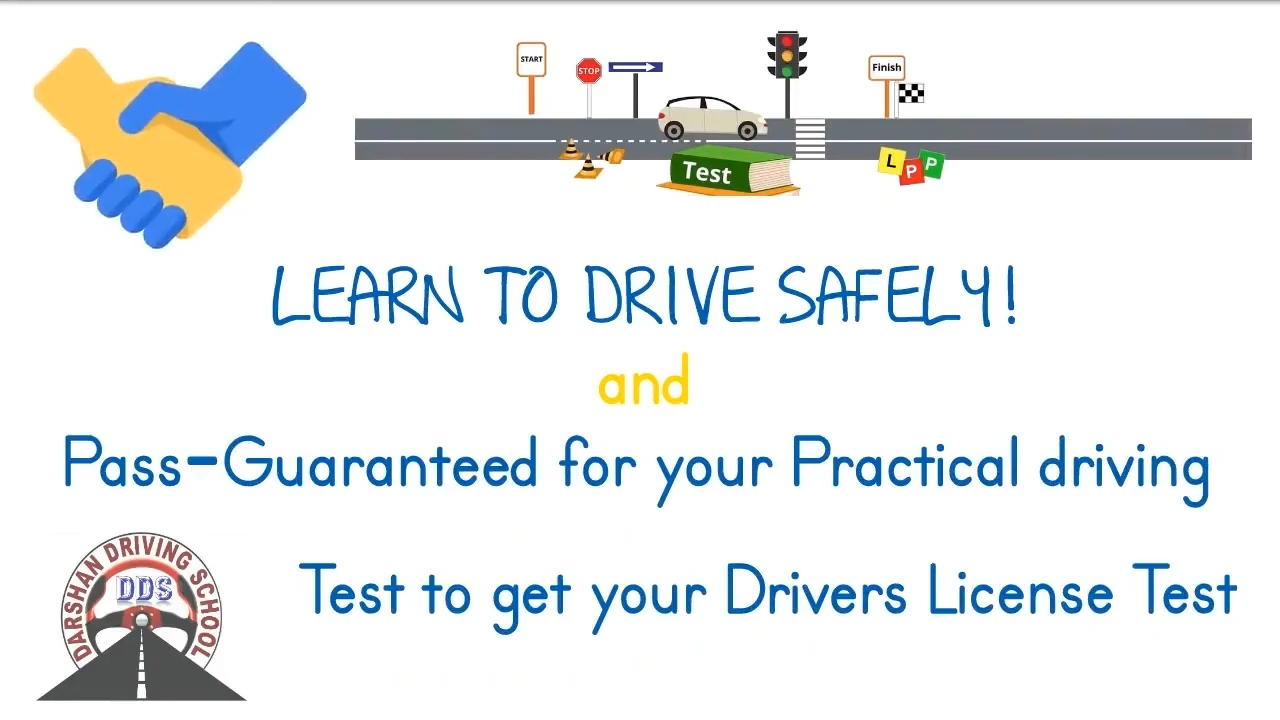 START
STOP
Finish
Test
L P P
LEARN TO DRIVE SAFELY!
and
Pass-Guaranteed for your Practical driving
Test to get your Drivers License Test
DARSHAN DRIVING SCHOOL
DDS